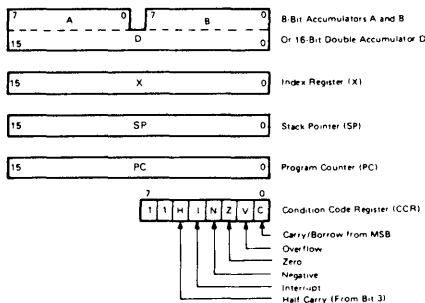 7 A 0 7 B 0 8-Bit Accumulators A and B
15 D 0 Or 16-Bit Double Accumulator D
15 X 0 Index Register (X)
15 SP 0 Stack Pointer (SP)
15 PC 0 Program Counter (PC)
7 0
1 1 H I N Z V C Condition Code Register (CCR)
Carry/Borrow from MSB
Overflow
Zero
Negative
Interrupt
Half Carry (From Bit 3)